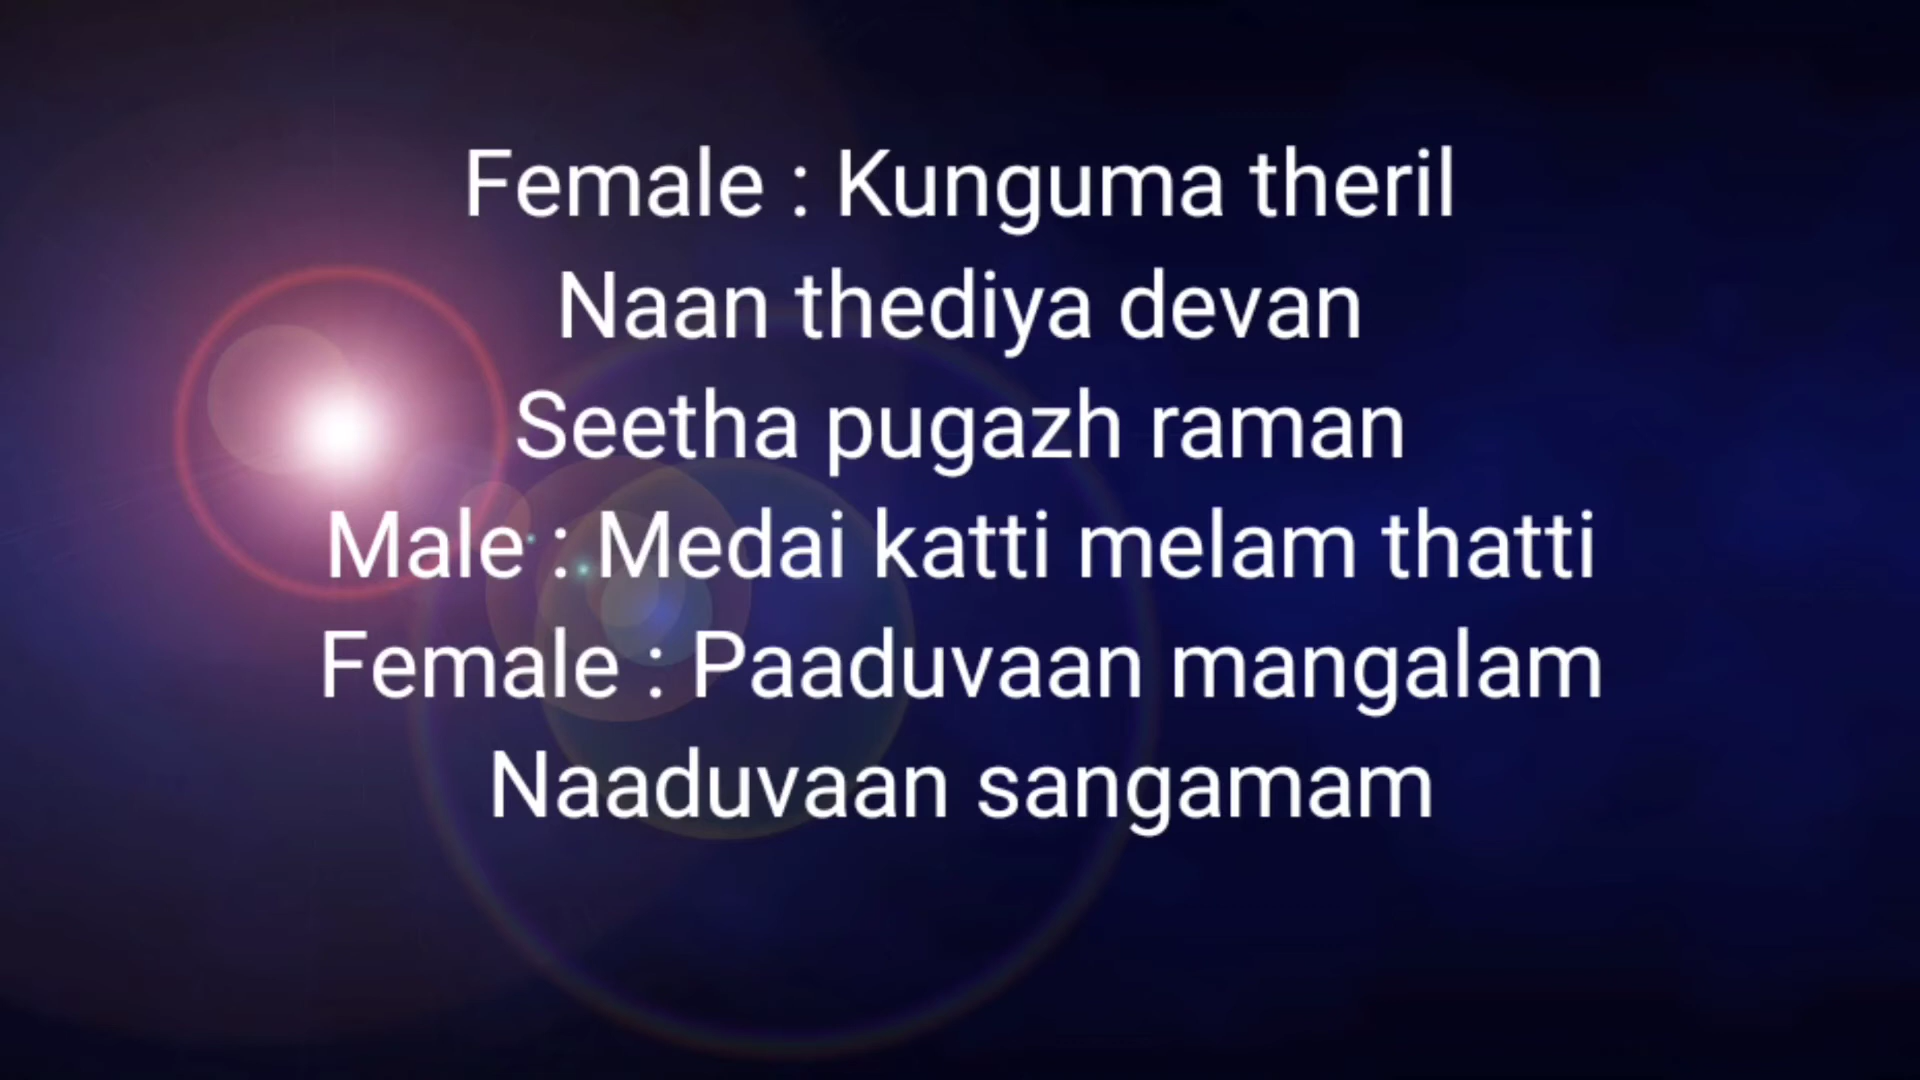 Female : Kunguma theril
Naan thediya devan
Seetha pugazh raman
Male : Medai katti melam thatti
Female : Paaduvaan mangalam
Naaduvaan sangamam